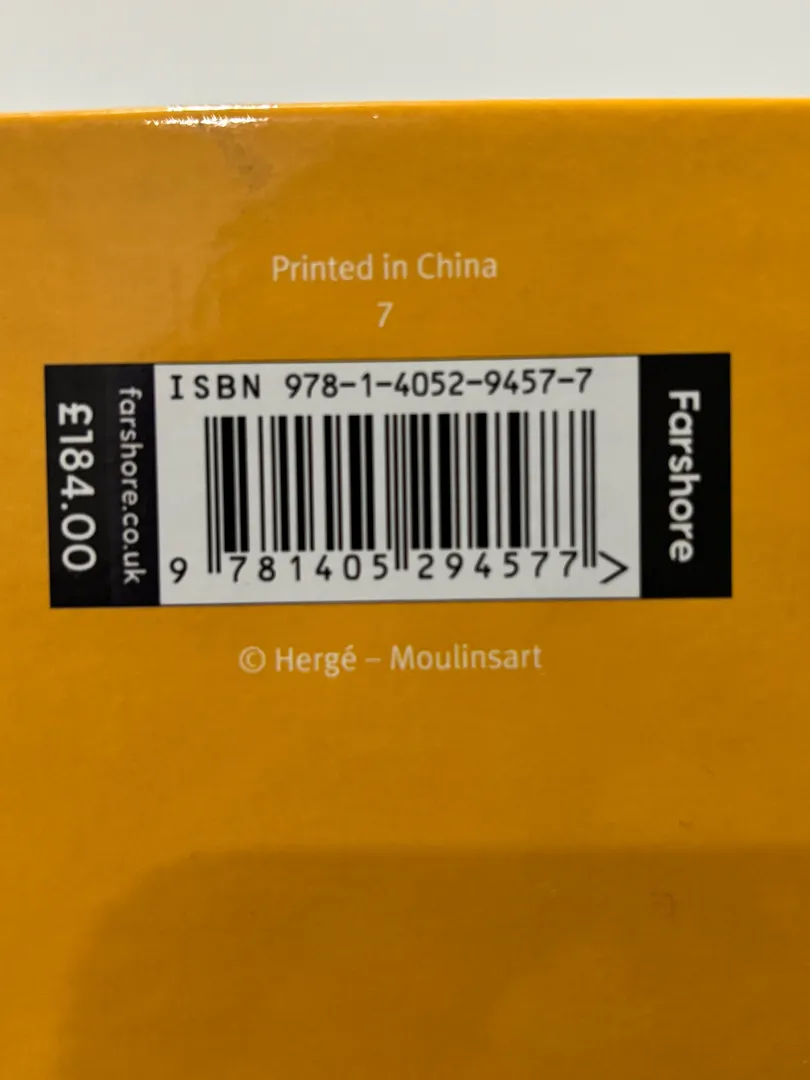 Printed in China
7
£184.00
farshore.co.uk
ISBN 978-1-4052-9457-7
9 781405 294577 >
Farshore
© Hergé – Moulinsart